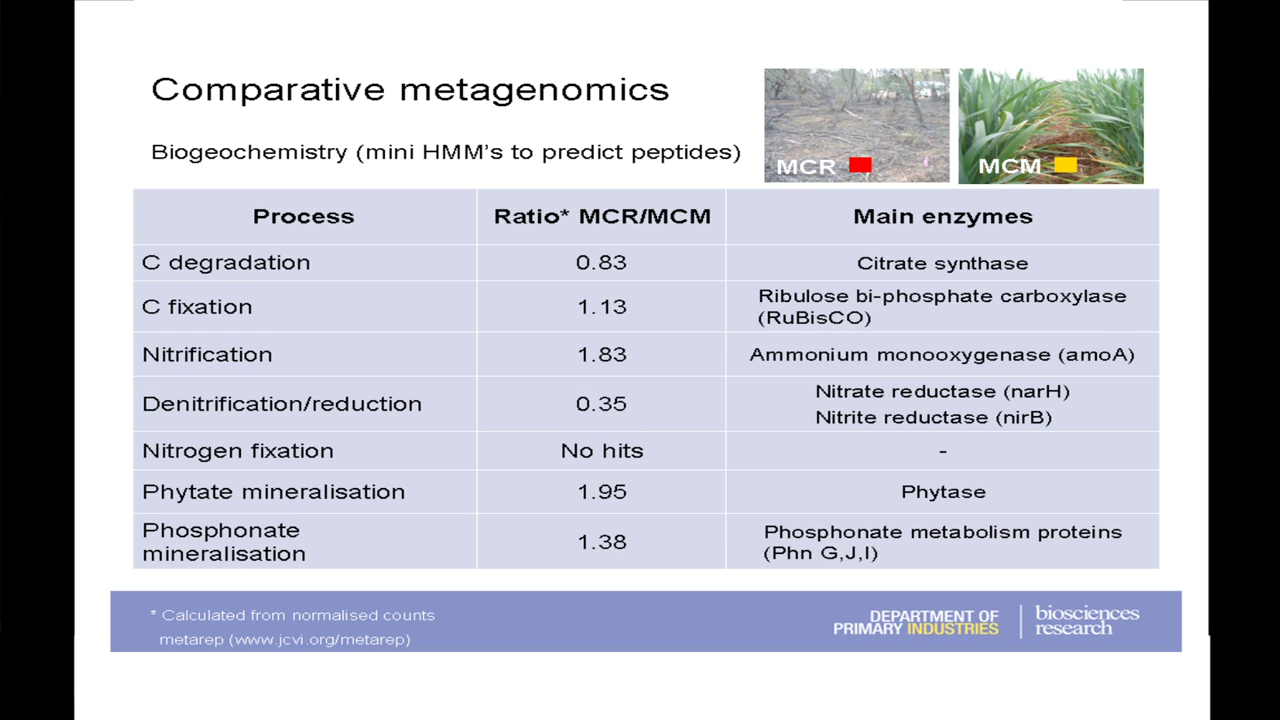 Comparative metagenomics
Biogeochemistry (mini HMM's to predict peptides)
MCR
MCM
Process Ratio* MCR/MCM Main enzymes
C degradation 0.83 Citrate synthase
C fixation 1.13 Ribulose bi-phosphate carboxylase
(RuBisCO)
Nitrification 1.83 Ammonium monooxygenase (amoA)
Denitrification/reduction 0.35 Nitrate reductase (narH)
Nitrite reductase (nirB)
Nitrogen fixation No hits -
Phytate mineralisation 1.95 Phytase
Phosphonate
mineralisation 1.38 Phosphonate metabolism proteins
(Phn G,J,I)
* Calculated from normalised counts
metarep (www.jcvi.org/metarep)
DEPARTMENT OF
PRIMARY INDUSTRIES
biosciences
research